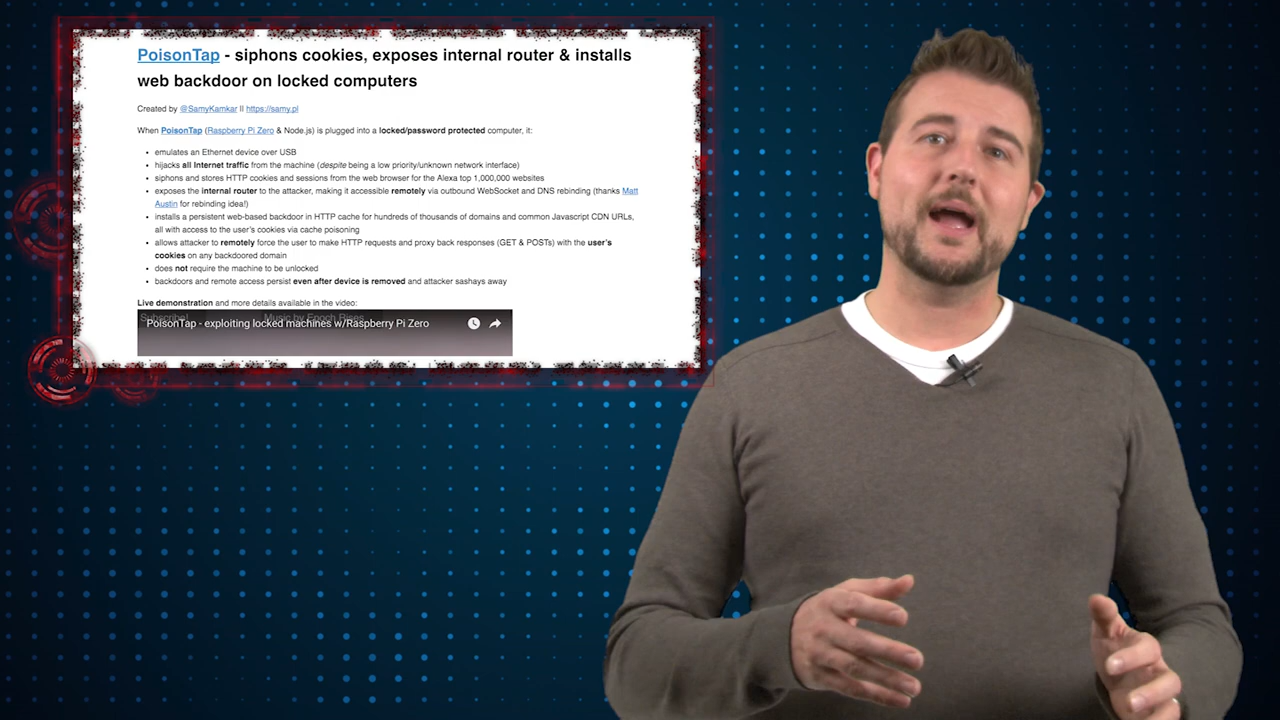 PoisonTap - siphons cookies, exposes internal router & installs
web backdoor on locked computers
Created by @SamyKamkar || https://samy.pl
When PoisonTap (Raspberry Pi Zero & Node.js) is plugged into a locked/password protected computer, it:
• emulates an Ethernet device over USB
• hijacks all Internet traffic from the machine (despite being a low priority/unknown network interface)
• siphons and stores HTTP cookies and sessions from the web browser for the Alexa top 1,000,000 websites
• exposes the internal router to the attacker, making it accessible remotely via outbound WebSocket and DNS rebinding (thanks Matt
Austin for rebinding idea!)
• installs a persistent web-based backdoor in HTTP cache for hundreds of thousands of domains and common Javascript CDN URLs,
all with access to the user's cookies via cache poisoning
• allows attacker to remotely force the user to make HTTP requests and proxy back responses (GET & POSTs) with the user's
cookies on any backdoored domain
• does not require the machine to be unlocked
• backdoors and remote access persist even after device is removed and attacker sashays away
Live demonstration and more details available in the video:
Subscribe! Music by Enoch Rises
PoisonTap - exploiting locked machines w/Raspberry Pi Zero